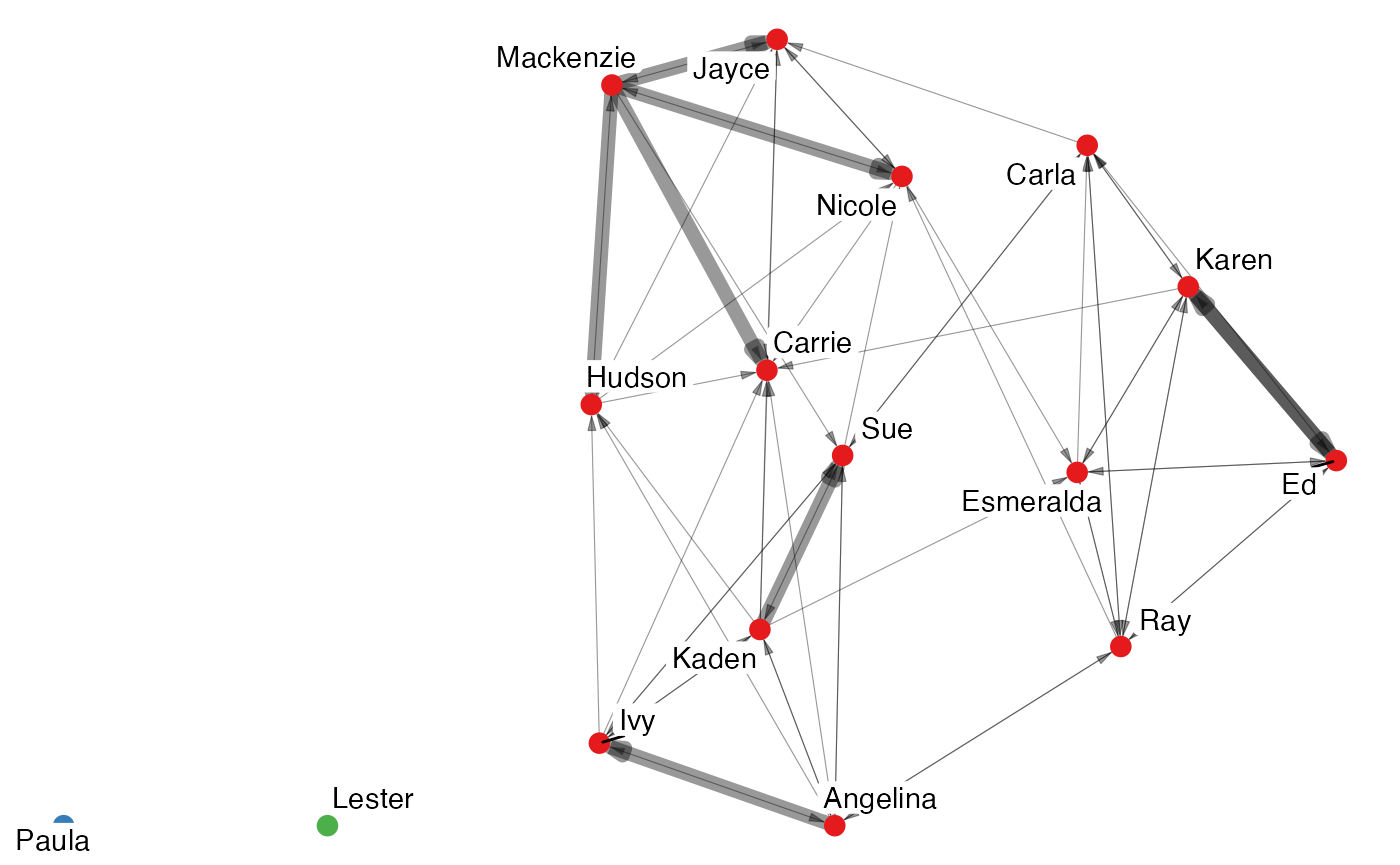 Mackenzie
Jayce
Carla
Nicole
Karen
Carrie
Hudson
Sue
Ed
Esmeralda
Ray
Kaden
Ivy
Lester
Angelina
Paula